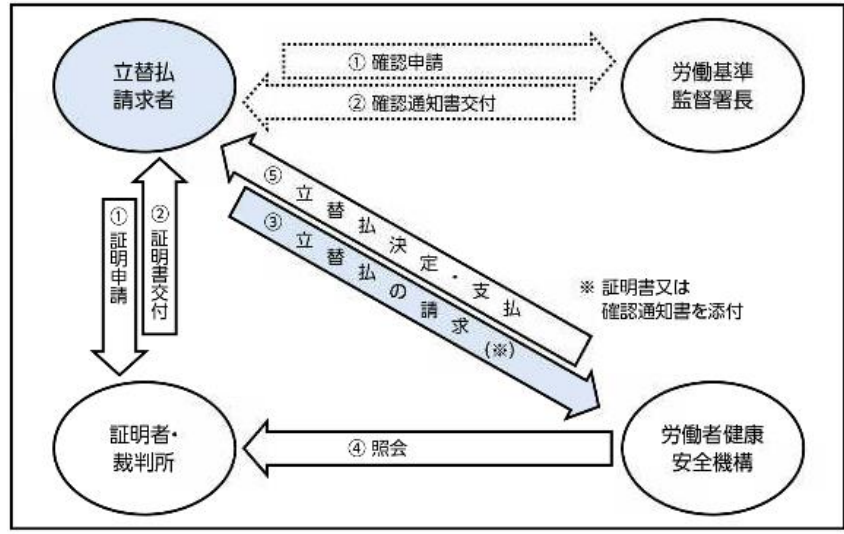 立替払
請求者
① 確認申請
② 確認通知書交付
労働基準
監督署長
① 証明申請
② 証明書交付
⑤ 立替払決定・支払
③ 立替払の請求(※)
※ 証明書又は
確認通知書を添付
証明者・
裁判所
④ 照会
労働者健康
安全機構